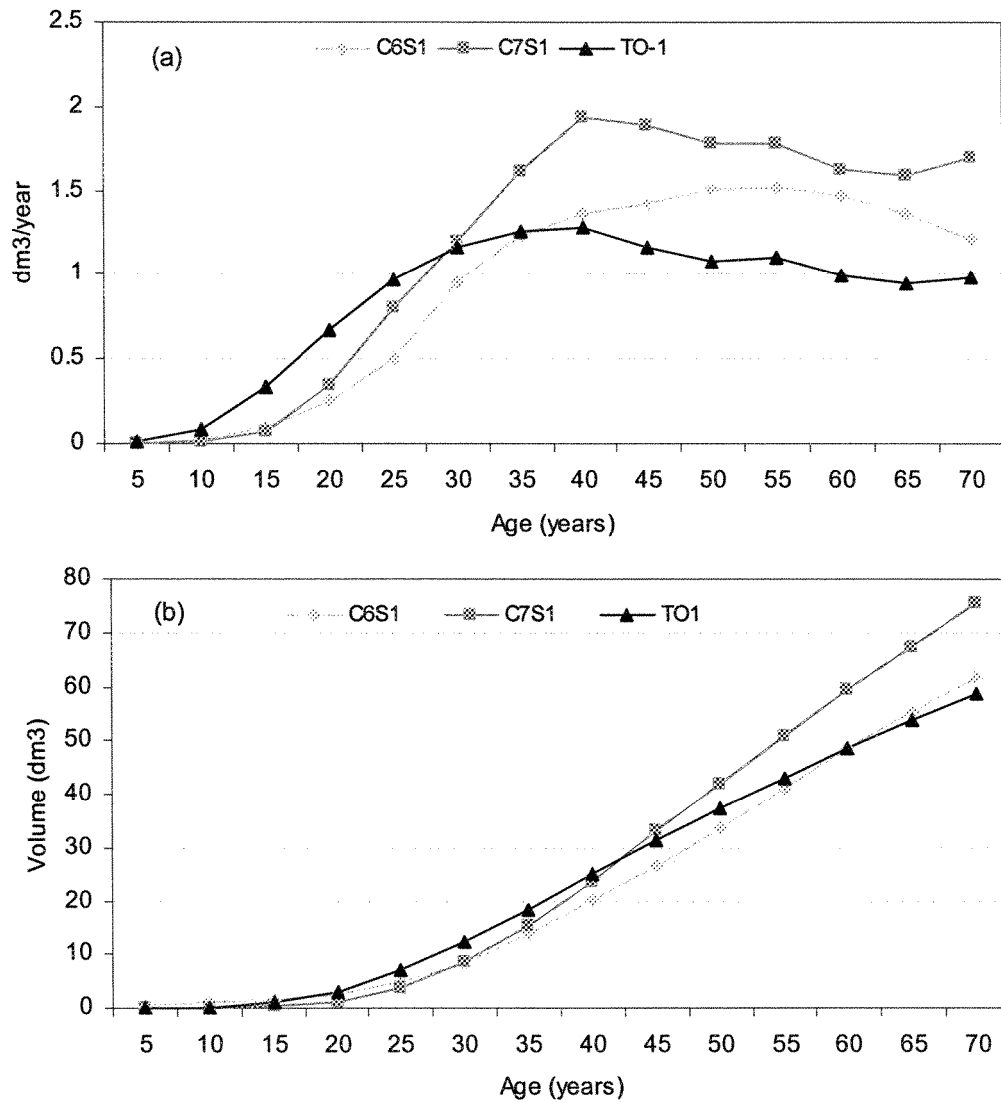 2.5
(a)
C6S1 C7S1 TO-1
2
1.5
1
0.5
0
dm3/year
5 10 15 20 25 30 35 40 45 50 55 60 65 70
Age (years)
80
(b)
C6S1 C7S1 TO1
70
60
50
40
30
20
10
0
Volume (dm3)
5 10 15 20 25 30 35 40 45 50 55 60 65 70
Age (years)